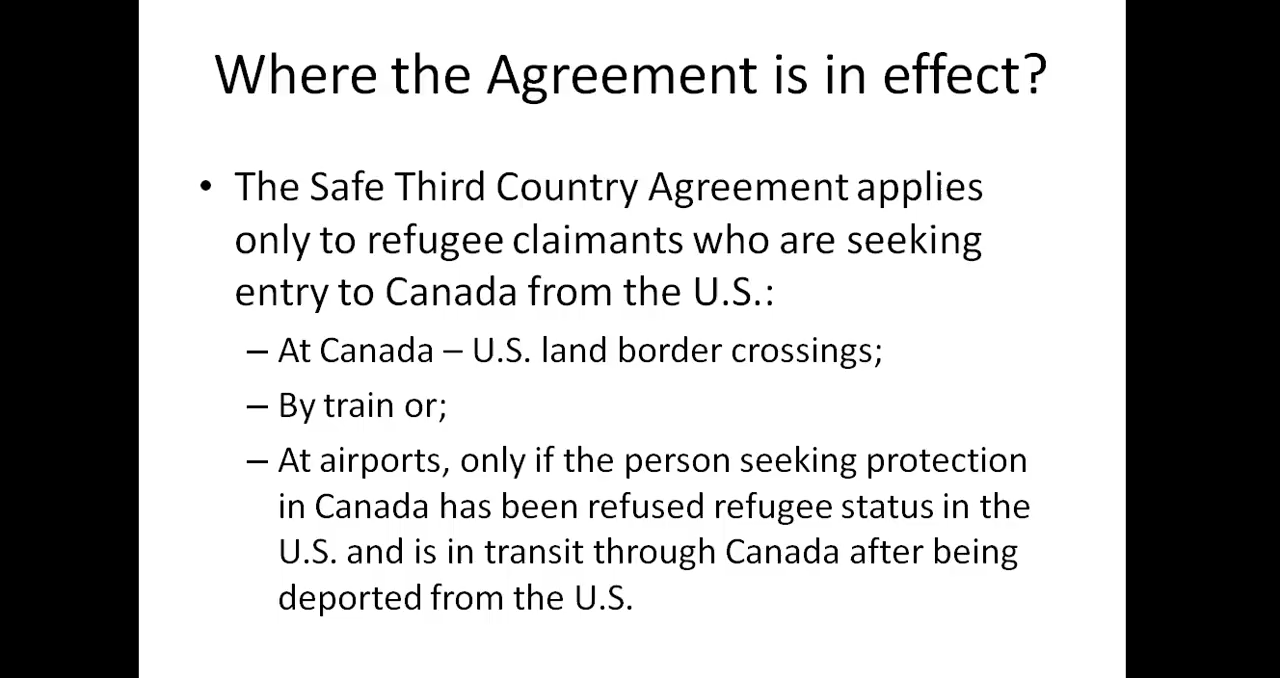 Where the Agreement is in effect?
• The Safe Third Country Agreement applies
only to refugee claimants who are seeking
entry to Canada from the U.S.:
– At Canada – U.S. land border crossings;
– By train or;
– At airports, only if the person seeking protection
in Canada has been refused refugee status in the
U.S. and is in transit through Canada after being
deported from the U.S.